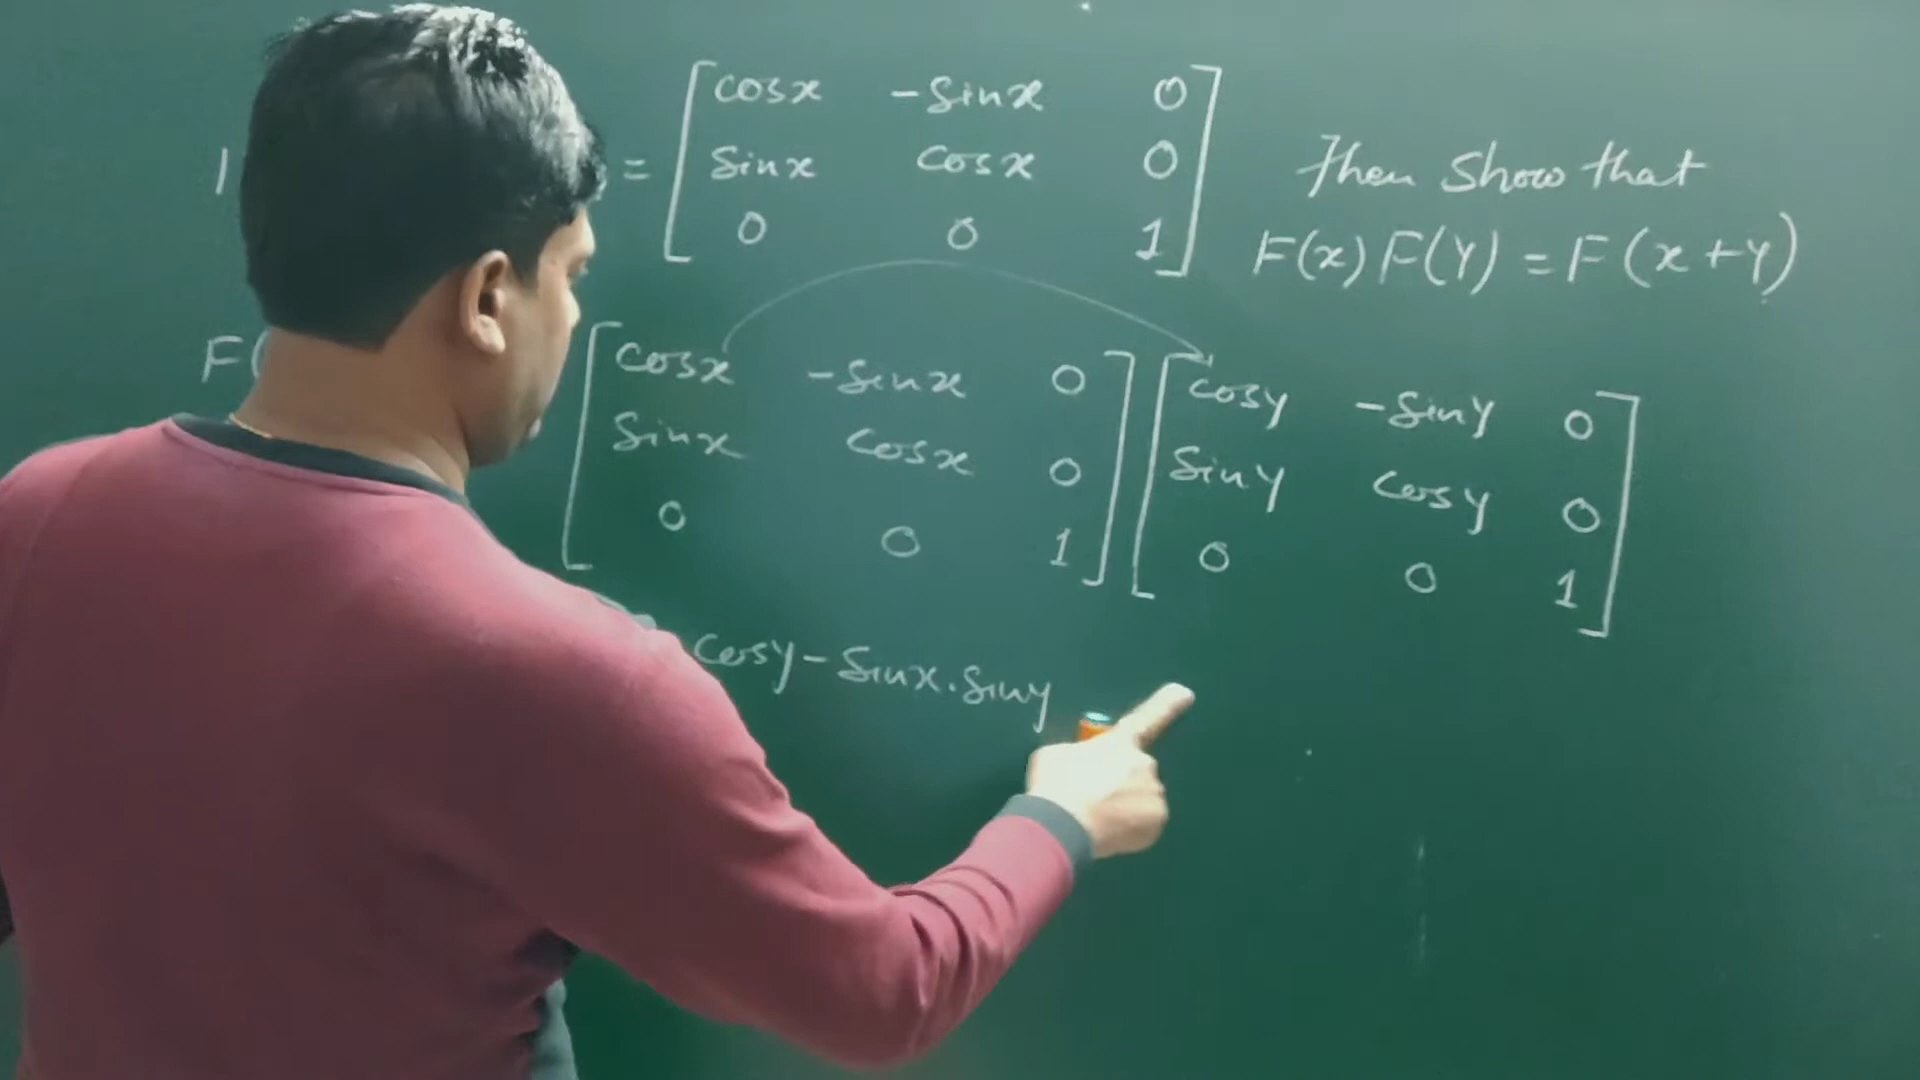 = [ cosx -sinx 0 ]
[ sinx cosx 0 ]
[ 0 0 1 ]
Then show that
F(x) F(y) = F(x+y)
F( [ cosx -sinx 0 ] [ cosy -siny 0 ]
[ sinx cosx 0 ] [ siny cosy 0 ]
[ 0 0 1 ] [ 0 0 1 ]
cosy - sinx.siny